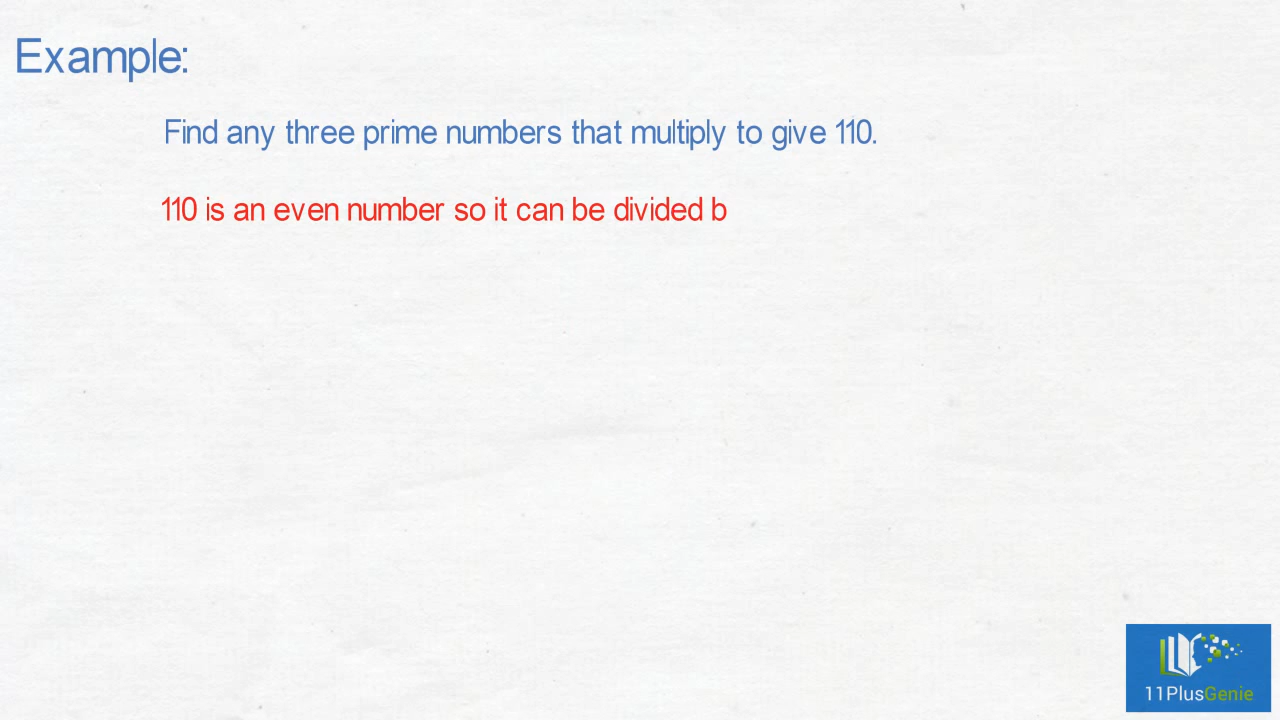 Example:
Find any three prime numbers that multiply to give 110.
110 is an even number so it can be divided b
11PlusGenie